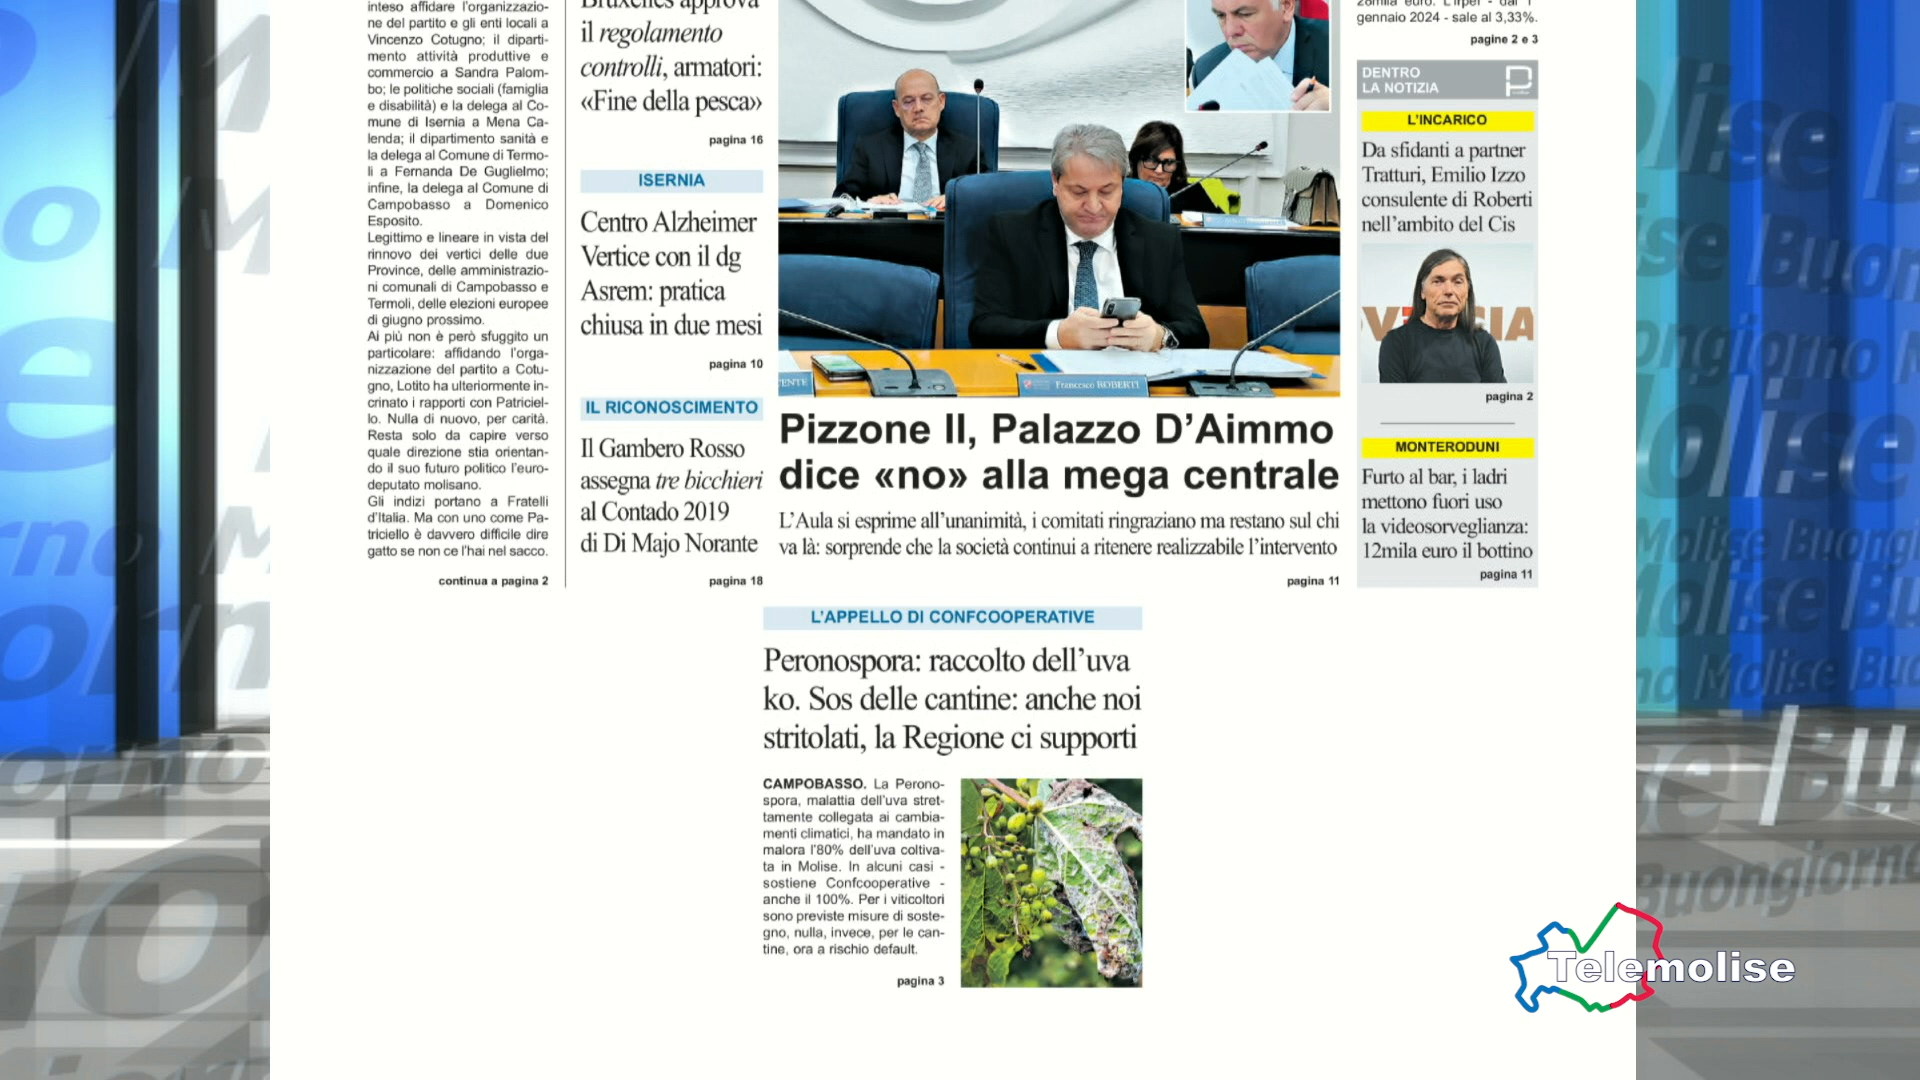 inteso affidare l'organizzazio-
ne del partito e gli enti locali a
Vincenzo Cotugno; il diparti-
mento attività produttive e
commercio a Sandra Palom-
bo; le politiche sociali (famiglia
e disabilità) e la delega al Co-
mune di Isernia a Mena Ca-
lenda; il dipartimento sanità e
la delega al Comune di Termo-
li a Fernanda De Guglielmo;
infine, la delega al Comune di
Campobasso a Domenico
Esposito.
Legittimo e lineare in vista del
rinnovo dei vertici delle due
Province, delle amministrazio-
ni comunali di Campobasso e
Termoli, delle elezioni europee
di giugno prossimo.
Ai più non è però sfuggito un
particolare: affidando l'orga-
nizzazione del partito a Cotu-
gno, Lotito ha ulteriormente in-
crinato i rapporti con Patriciel-
lo. Nulla di nuovo, per carità.
Resta solo da capire verso
quale direzione stia orientan-
do il suo futuro politico l'euro-
deputato molisano.
Gli indizi portano a Fratelli
d'Italia. Ma con uno come Pa-
triciello è davvero difficile dire
gatto se non ce l'hai nel sacco.
continua a pagina 2
Bruxelles approva
il regolamento
controlli, armatori:
«Fine della pesca»
pagina 16
ISERNIA
Centro Alzheimer
Vertice con il dg
Asrem: pratica
chiusa in due mesi
pagina 10
IL RICONOSCIMENTO
Il Gambero Rosso
assegna tre bicchieri
al Contado 2019
di Di Majo Norante
pagina 18
Francesco ROBERTI
Pizzone II, Palazzo D'Aimmo
dice «no» alla mega centrale
L'Aula si esprime all'unanimità, i comitati ringraziano ma restano sul chi
va là: sorprende che la società continui a ritenere realizzabile l'intervento
pagina 11
28mila euro. L'Irpef - dal 1°
gennaio 2024 - sale al 3,33%.
pagine 2 e 3
DENTRO
LA NOTIZIA
L'INCARICO
Da sfidanti a partner
Tratturi, Emilio Izzo
consulente di Roberti
nell'ambito del Cis
pagina 2
MONTERODUNI
Furto al bar, i ladri
mettono fuori uso
la videosorveglianza:
12mila euro il bottino
pagina 11
L'APPELLO DI CONFCOOPERATIVE
Peronospora: raccolto dell'uva
ko. Sos delle cantine: anche noi
stritolati, la Regione ci supporti
CAMPOBASSO. La Perono-
spora, malattia dell'uva stret-
tamente collegata ai cambia-
menti climatici, ha mandato in
malora l'80% dell'uva coltiva-
ta in Molise. In alcuni casi -
sostiene Confcooperative -
anche il 100%. Per i viticoltori
sono previste misure di soste-
gno, nulla, invece, per le can-
tine, ora a rischio default.
pagina 3
Telemolise